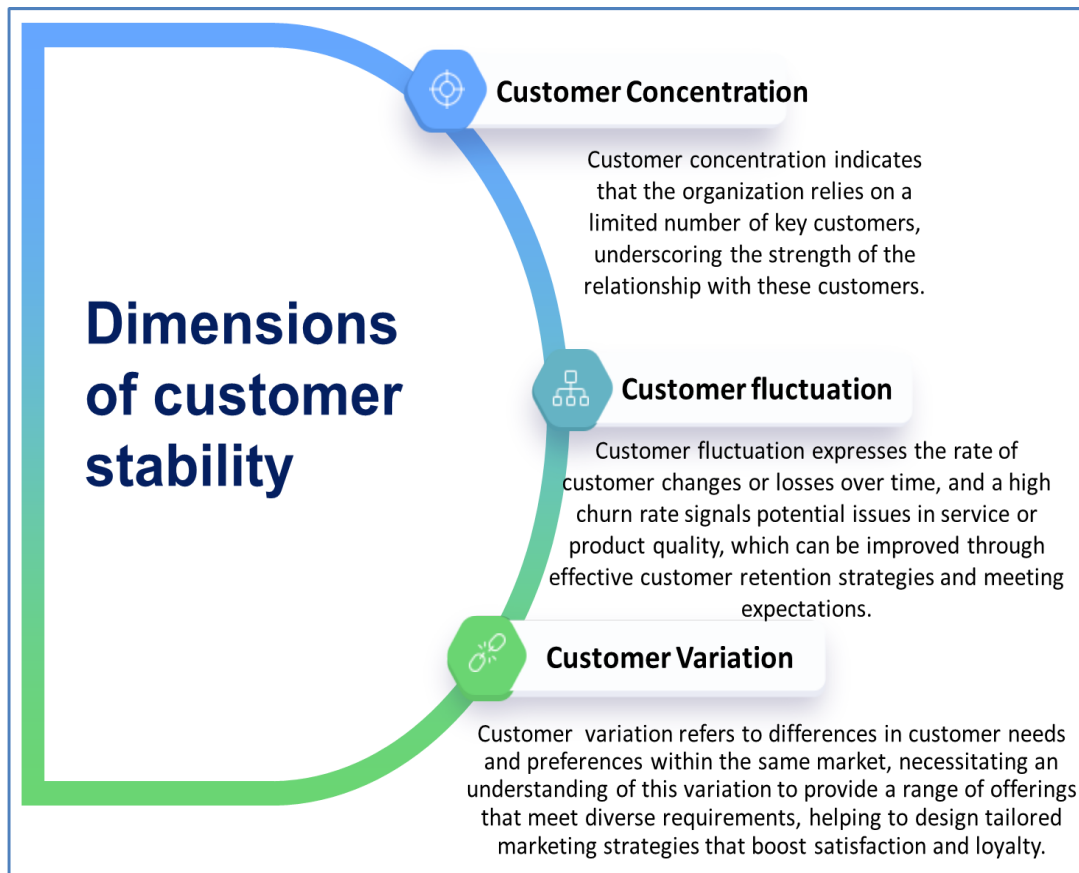 Dimensions
of customer
stability
Customer Concentration
Customer concentration indicates
that the organization relies on a
limited number of key customers,
underscoring the strength of the
relationship with these customers.
Customer fluctuation
Customer fluctuation expresses the rate of
customer changes or losses over time, and a high
churn rate signals potential issues in service or
product quality, which can be improved through
effective customer retention strategies and meeting
expectations.
Customer Variation
Customer variation refers to differences in customer needs
and preferences within the same market, necessitating an
understanding of this variation to provide a range of offerings
that meet diverse requirements, helping to design tailored
marketing strategies that boost satisfaction and loyalty.